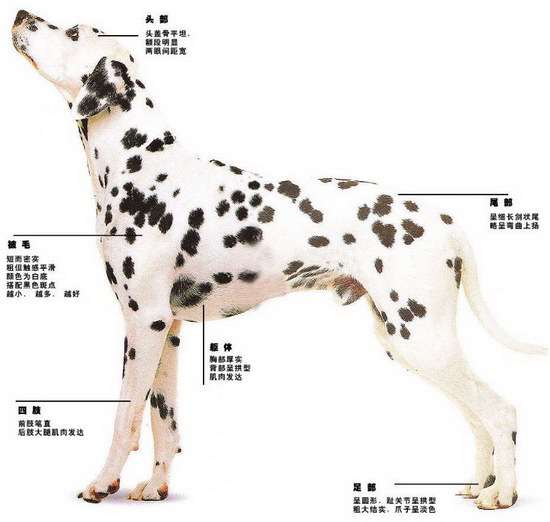 头部
头盖骨平坦．
额段明显
两眼间距宽
尾部
呈细长剑状尾
略呈弯曲上扬
被毛
短而密实
粗但触感平滑
颜色为白底
搭配黑色斑点
越小、越多、越好
躯体
胸部厚实
背部呈拱型
肌肉发达
四肢
前肢笔直
后肢大腿肌肉发达
足部
呈圆形．趾关节呈拱型
粗大结实．爪子呈淡色